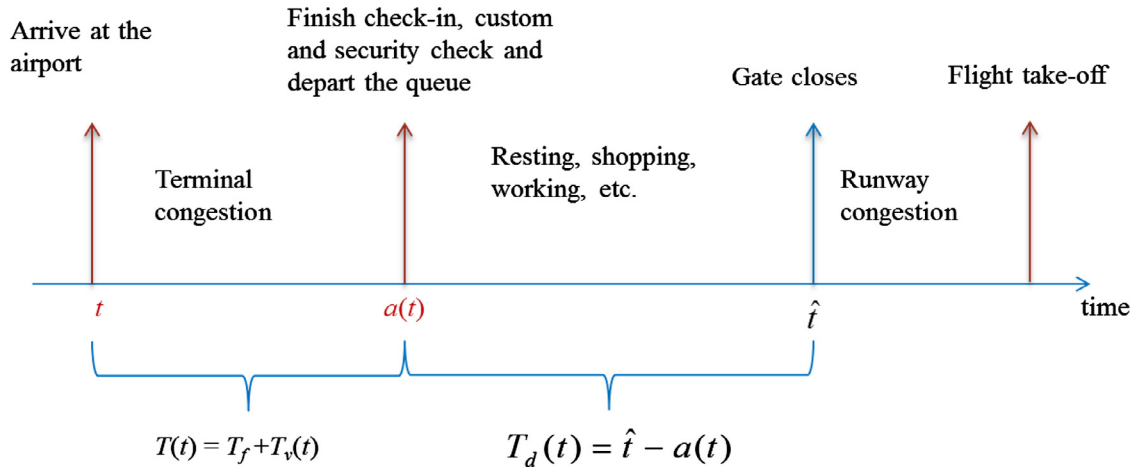 Arrive at the
airport
Finish check-in, custom
and security check and
depart the queue
Gate closes
Flight take-off
Terminal
congestion
Resting, shopping,
working, etc.
Runway
congestion
t
a(t)
t̂
time
T(t) = T_f+T_v(t)
T_d(t) = t̂ − a(t)